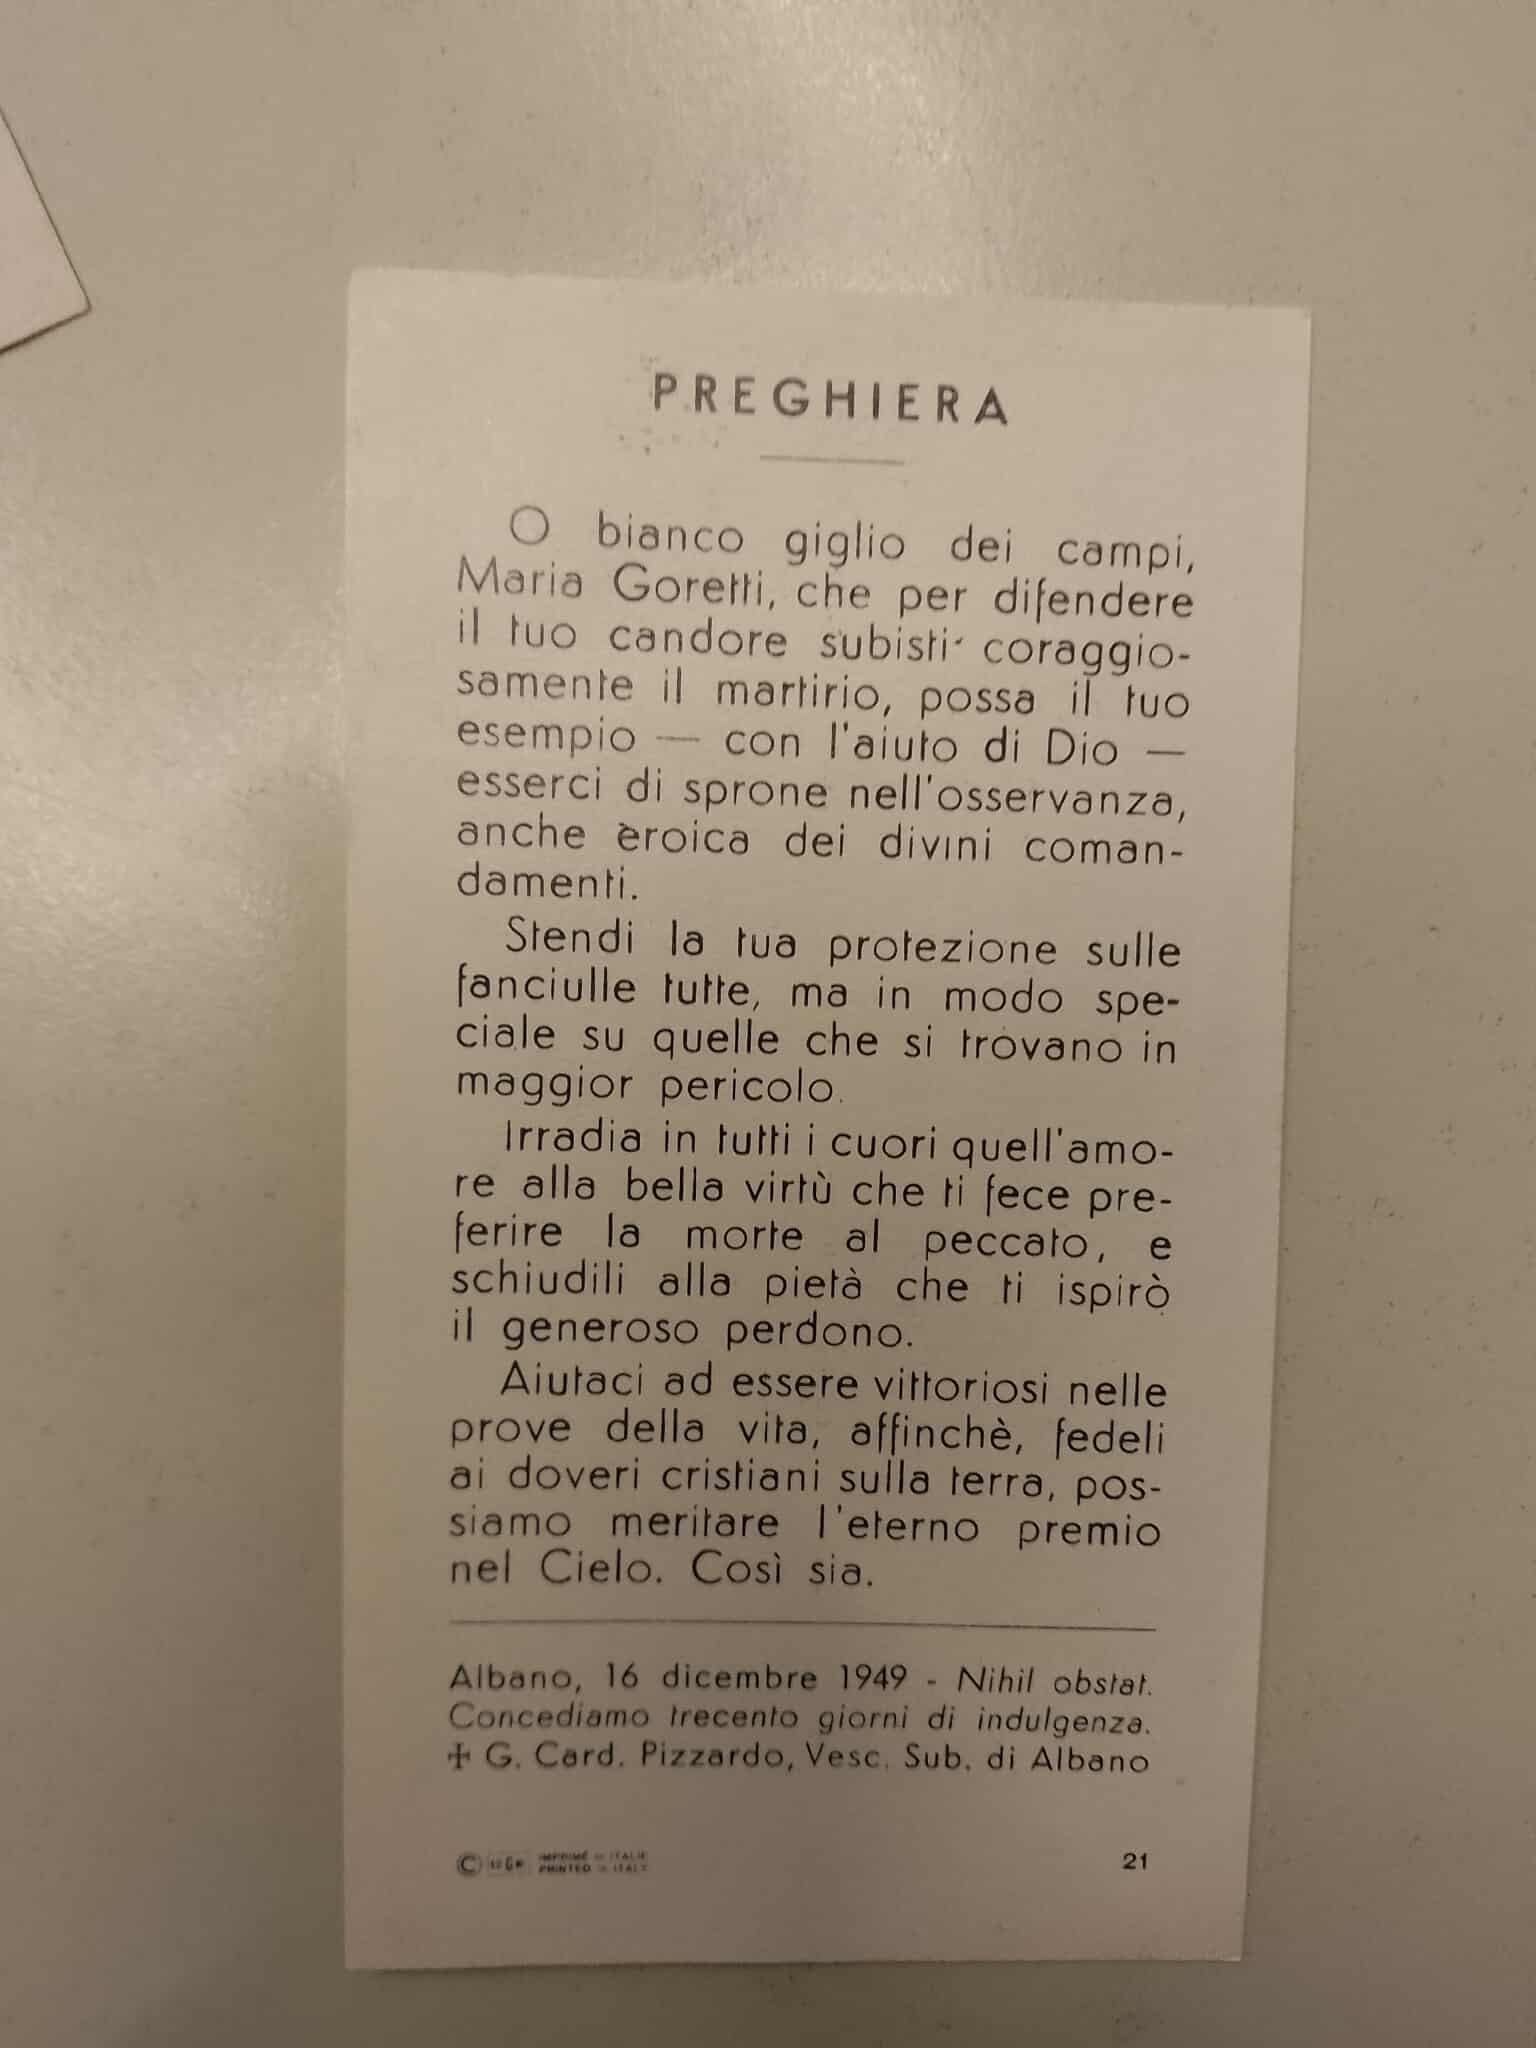 PREGHIERA
O bianco giglio dei campi,
Maria Goretti, che per difendere
il tuo candore subisti coraggio-
samente il martirio, possa il tuo
esempio — con l'aiuto di Dio —
esserci di sprone nell'osservanza,
anche eroica dei divini coman-
damenti.
Stendi la tua protezione sulle
fanciulle tutte, ma in modo spe-
ciale su quelle che si trovano in
maggior pericolo.
Irradia in tutti i cuori quell'amo-
re alla bella virtù che ti fece pre-
ferire la morte al peccato, e
schiudili alla pietà che ti ispirò
il generoso perdono.
Aiutaci ad essere vittoriosi nelle
prove della vita, affinchè, fedeli
ai doveri cristiani sulla terra, pos-
siamo meritare l'eterno premio
nel Cielo. Così sia.
Albano, 16 dicembre 1949 - Nihil obstat.
Concediamo trecento giorni di indulgenza.
✠ G. Card. Pizzardo, Vesc. Sub. di Albano
© IMPRIMÉ en ITALIE
PRINTED in ITALY
21